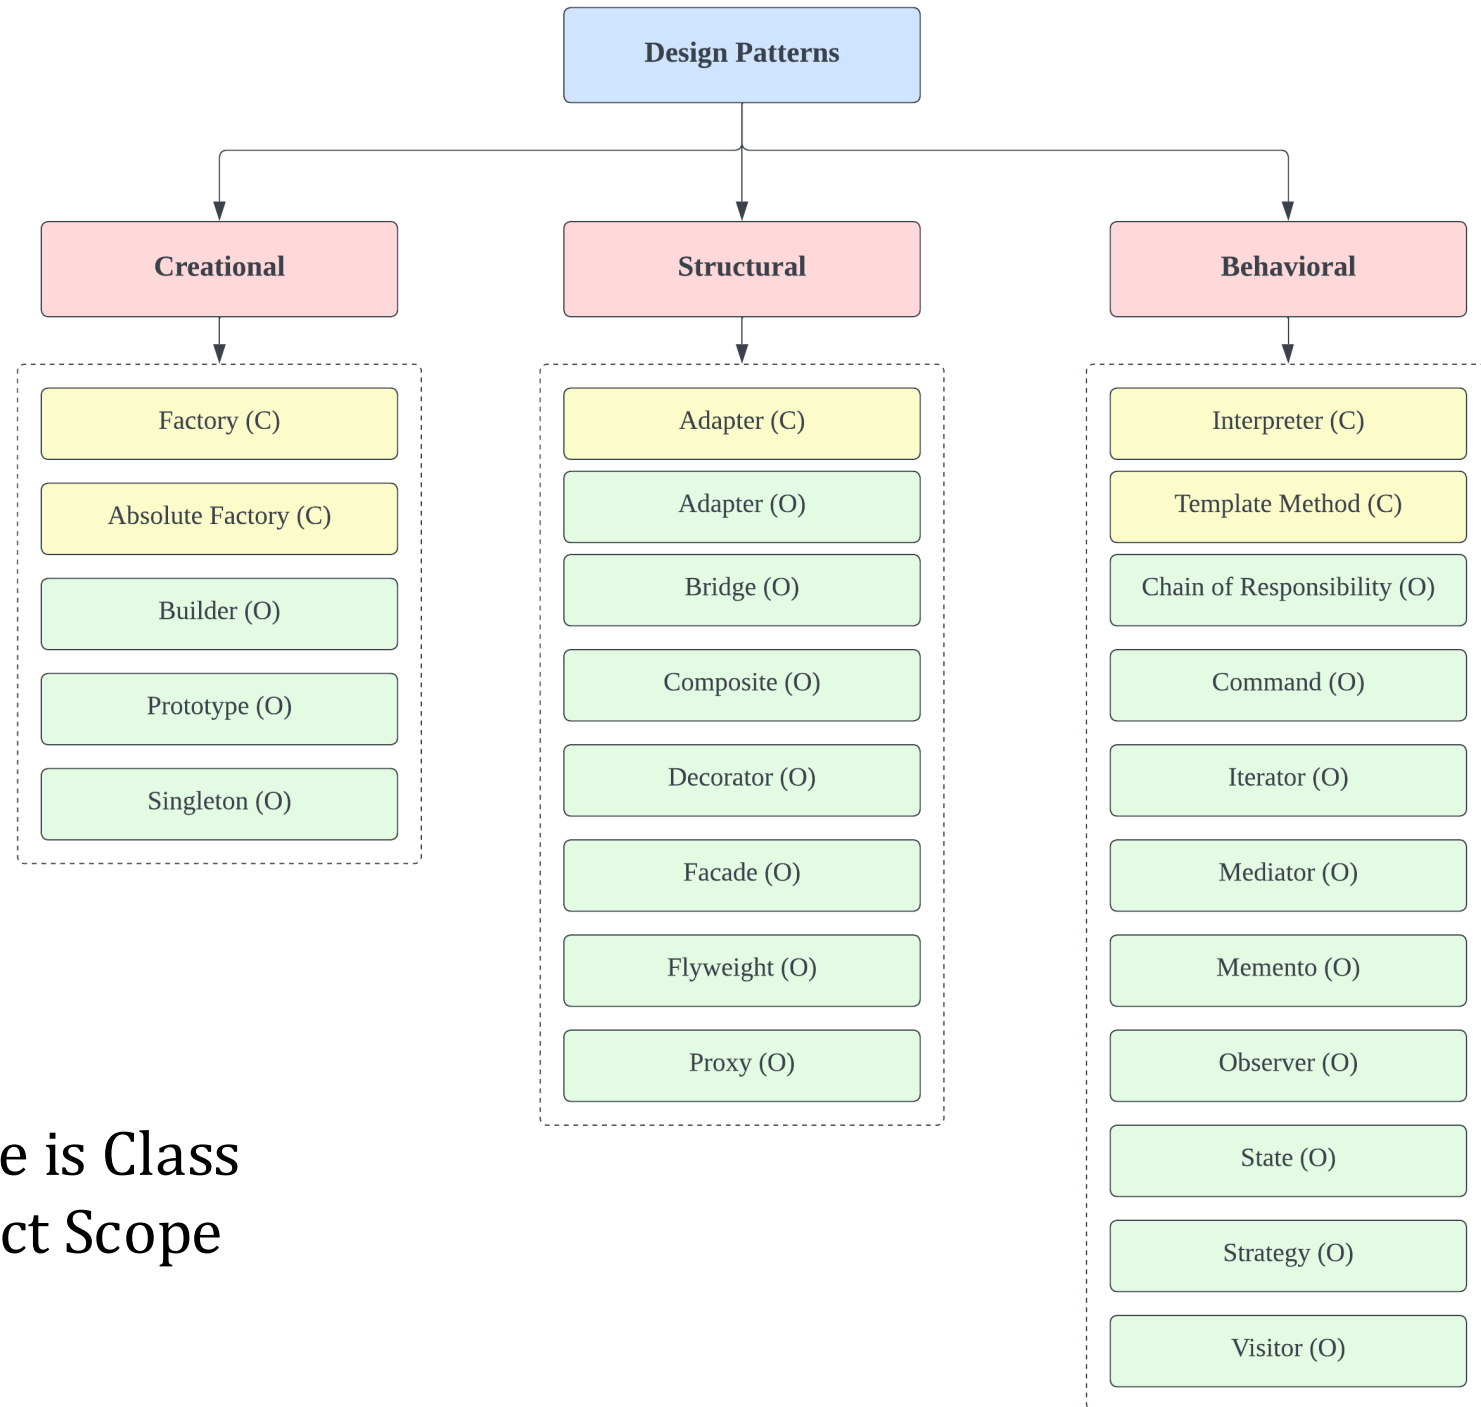 Design Patterns
Creational
Structural
Behavioral
Factory (C)
Absolute Factory (C)
Builder (O)
Prototype (O)
Singleton (O)
Adapter (C)
Adapter (O)
Bridge (O)
Composite (O)
Decorator (O)
Facade (O)
Flyweight (O)
Proxy (O)
Interpreter (C)
Template Method (C)
Chain of Responsibility (O)
Command (O)
Iterator (O)
Mediator (O)
Memento (O)
Observer (O)
State (O)
Strategy (O)
Visitor (O)
e is Class
ct Scope